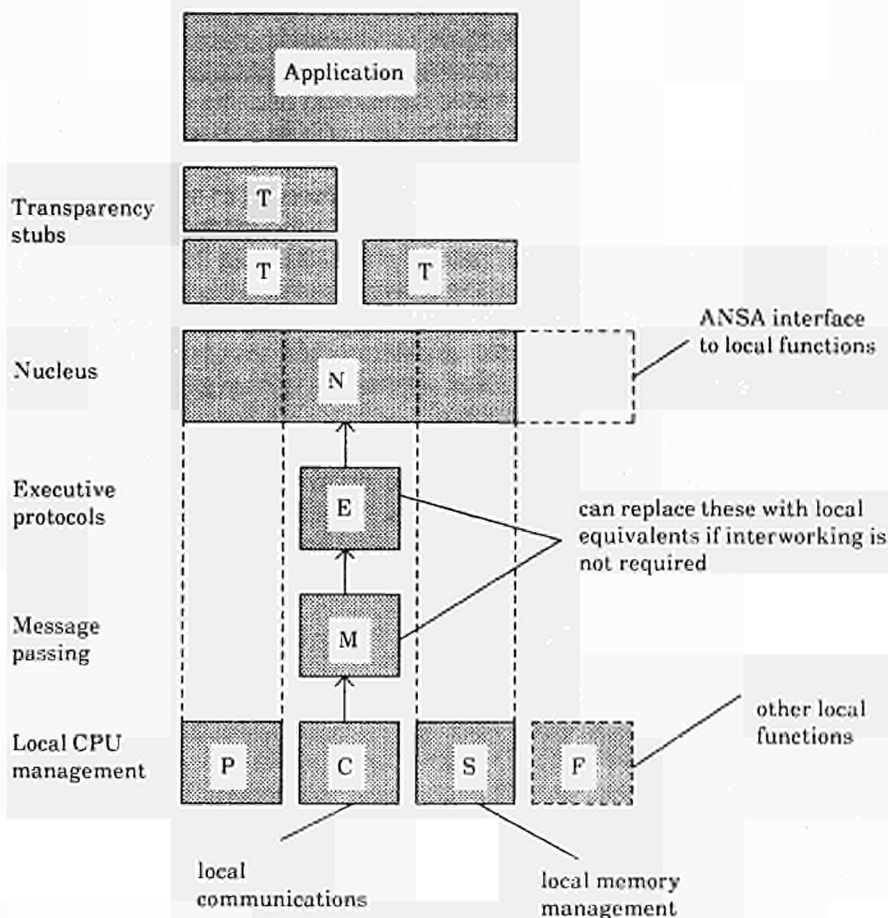 Application
Transparency
stubs
T
T
T
Nucleus
N
ANSA interface
to local functions
Executive
protocols
E
can replace these with local
equivalents if interworking is
not required
Message
passing
M
Local CPU
management
P
C
S
F
other local
functions
local
communications
local memory
management